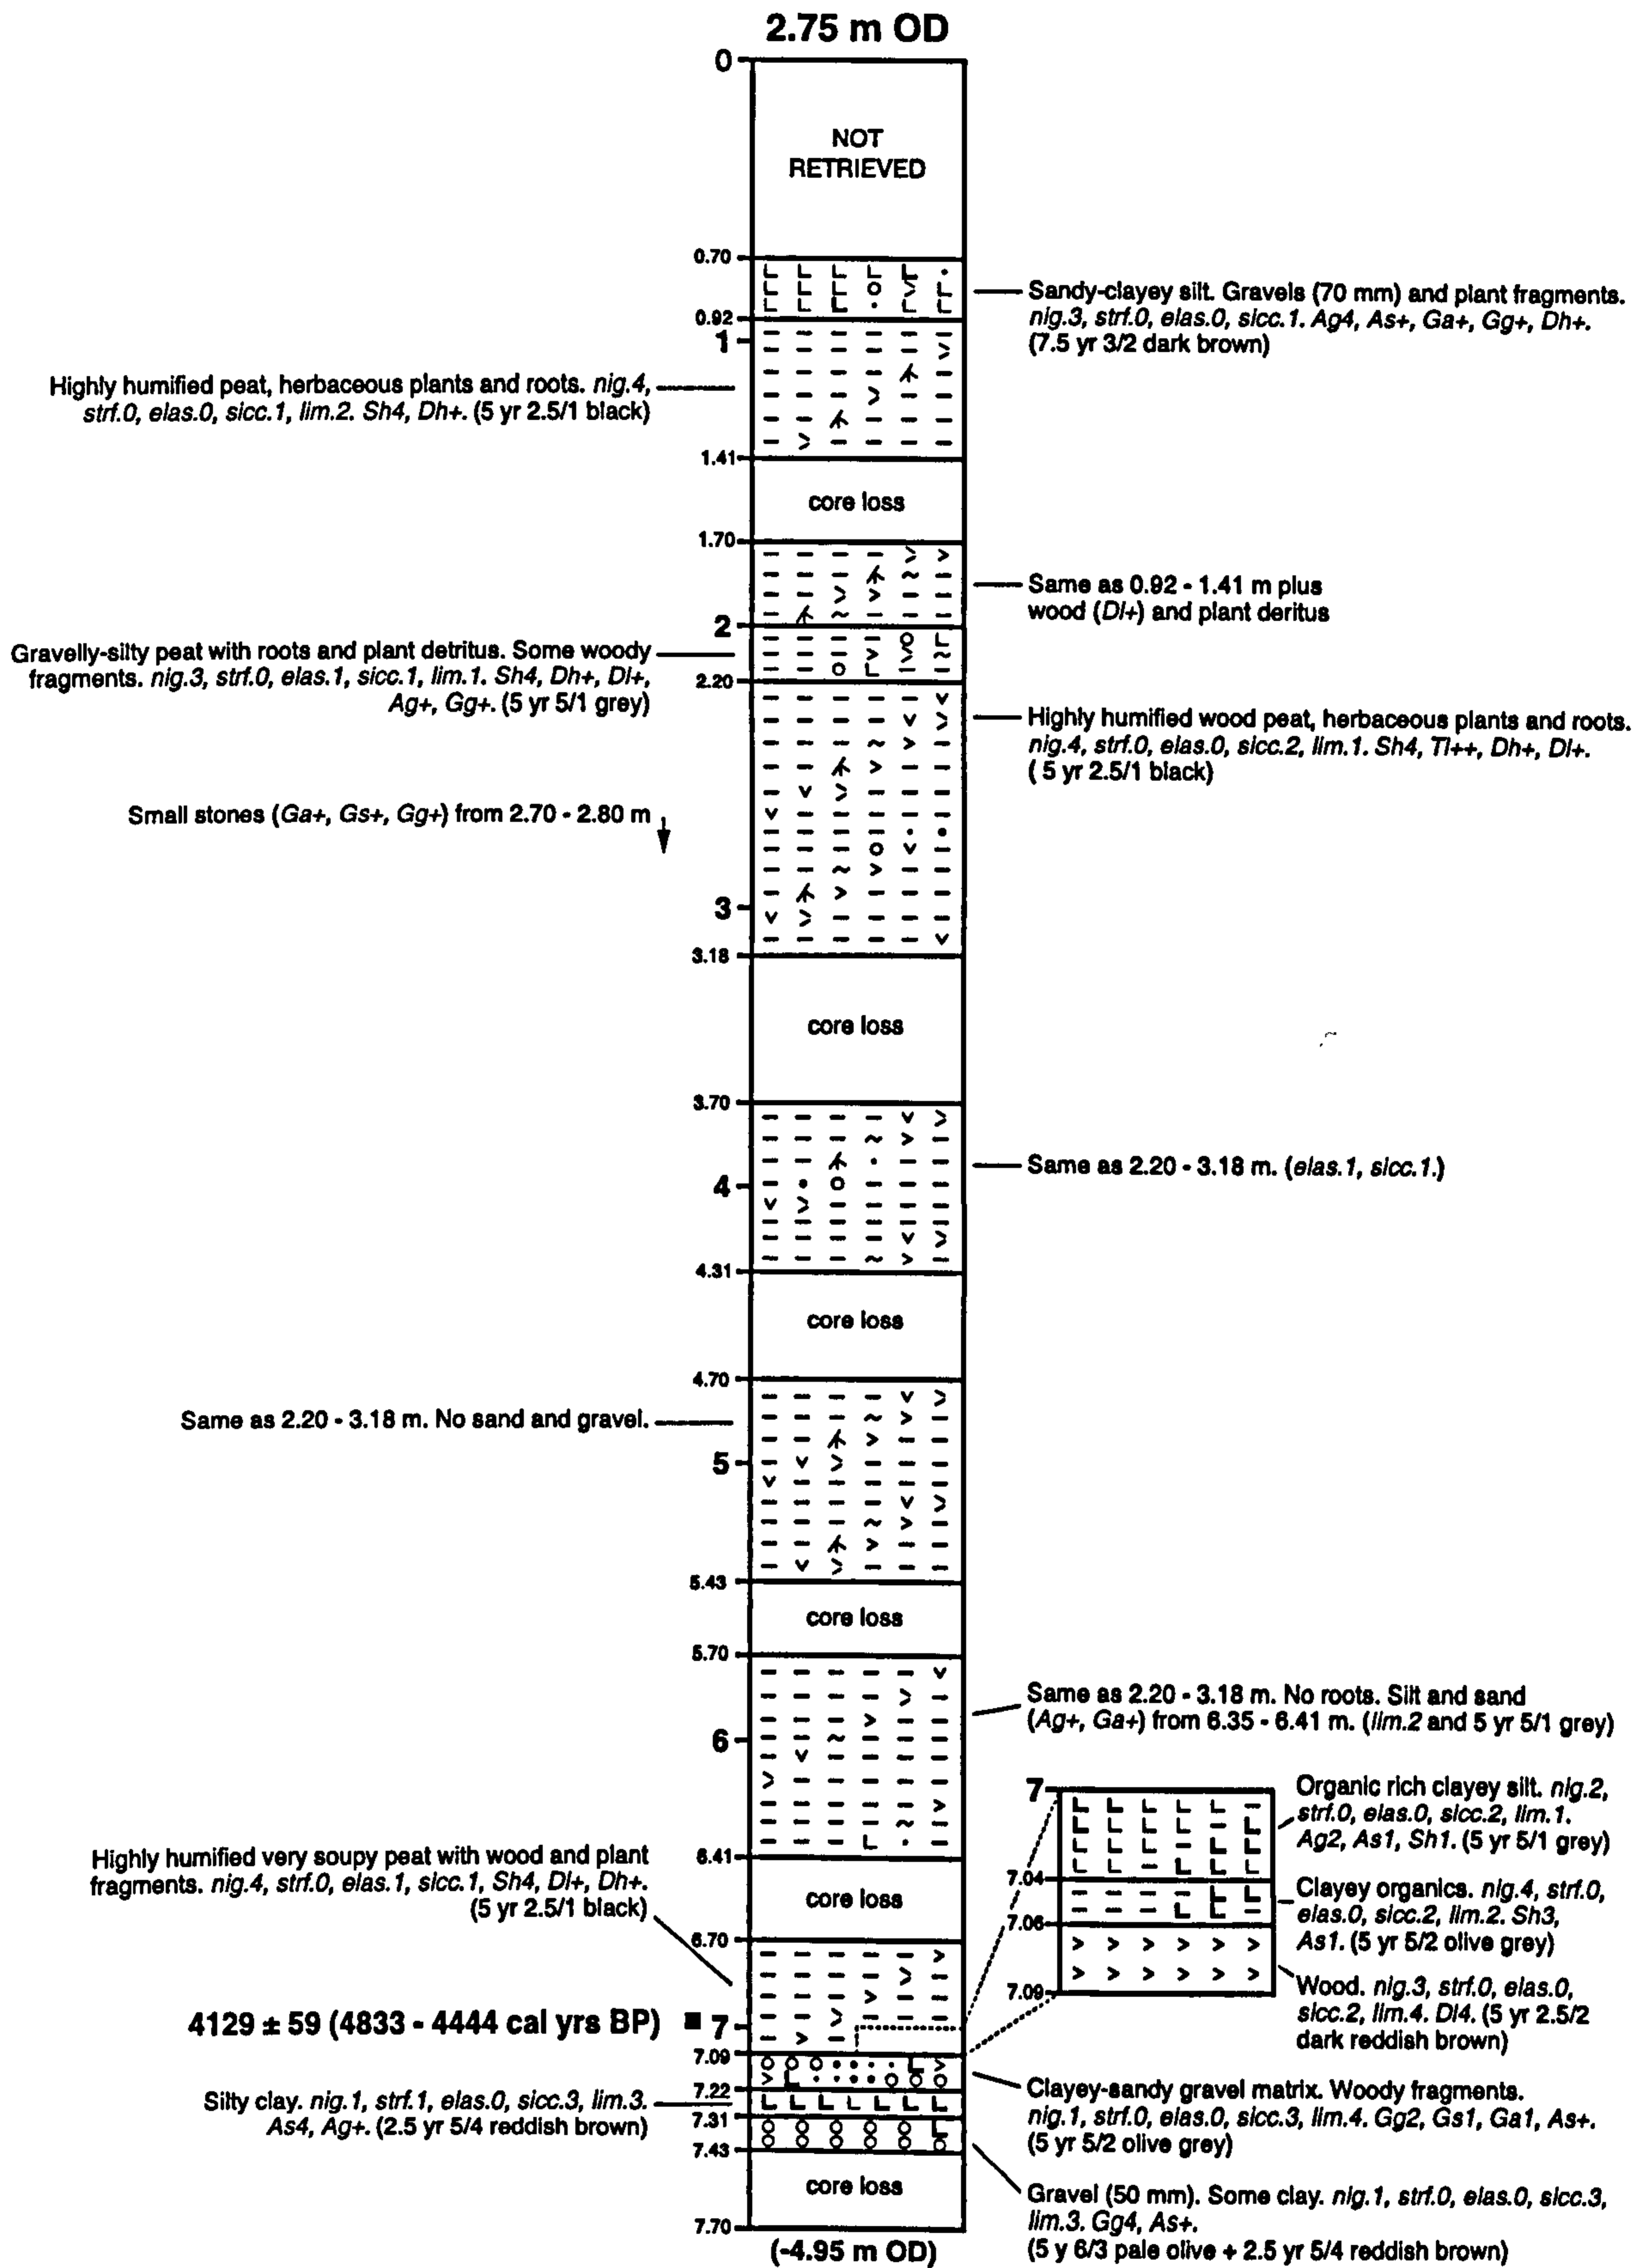 2.75 m OD
0
NOT
RETRIEVED
0.70
Sandy-clayey silt. Gravels (70 mm) and plant fragments.
nig.3, strf.0, elas.0, sicc.1. Ag4, As+, Ga+, Gg+, Dh+.
(7.5 yr 3/2 dark brown)
0.92
1
Highly humified peat, herbaceous plants and roots. nig.4,
strf.0, elas.0, sicc.1, lim.2. Sh4, Dh+. (5 yr 2.5/1 black)
1.41
core loss
1.70
Same as 0.92 - 1.41 m plus
wood (Dl+) and plant deritus
2
Gravelly-silty peat with roots and plant detritus. Some woody
fragments. nig.3, strf.0, elas.1, sicc.1, lim.1. Sh4, Dh+, Dl+,
Ag+, Gg+. (5 yr 5/1 grey)
2.20
Highly humified wood peat, herbaceous plants and roots.
nig.4, strf.0, elas.0, sicc.2, lim.1. Sh4, Tl++, Dh+, Dl+.
( 5 yr 2.5/1 black)
Small stones (Ga+, Gs+, Gg+) from 2.70 - 2.80 m
3
3.18
core loss
3.70
Same as 2.20 - 3.18 m. (elas.1, sicc.1.)
4
4.31
core loss
4.70
Same as 2.20 - 3.18 m. No sand and gravel.
5
5.43
core loss
5.70
Same as 2.20 - 3.18 m. No roots. Silt and sand
(Ag+, Ga+) from 6.35 - 6.41 m. (lim.2 and 5 yr 5/1 grey)
6
6.41
core loss
Highly humified very soupy peat with wood and plant
fragments. nig.4, strf.0, elas.1, sicc.1, Sh4, Dl+, Dh+.
(5 yr 2.5/1 black)
6.70
7
Organic rich clayey silt. nig.2,
strf.0, elas.0, sicc.2, lim.1.
Ag2, As1, Sh1. (5 yr 5/1 grey)
7.04
Clayey organics. nig.4, strf.0,
elas.0, sicc.2, lim.2. Sh3,
As1. (5 yr 5/2 olive grey)
7.06
Wood. nig.3, strf.0, elas.0,
sicc.2, lim.4. Dl4. (5 yr 2.5/2
dark reddish brown)
7.09
4129 ± 59 (4833 - 4444 cal yrs BP)
7
7.09
Clayey-sandy gravel matrix. Woody fragments.
nig.1, strf.0, elas.0, sicc.3, lim.4. Gg2, Gs1, Ga1, As+.
(5 yr 5/2 olive grey)
7.22
Silty clay. nig.1, strf.1, elas.0, sicc.3, lim.3.
As4, Ag+. (2.5 yr 5/4 reddish brown)
7.31
7.43
Gravel (50 mm). Some clay. nig.1, strf.0, elas.0, sicc.3,
lim.3. Gg4, As+.
(5 y 6/3 pale olive + 2.5 yr 5/4 reddish brown)
core loss
7.70
(-4.95 m OD)